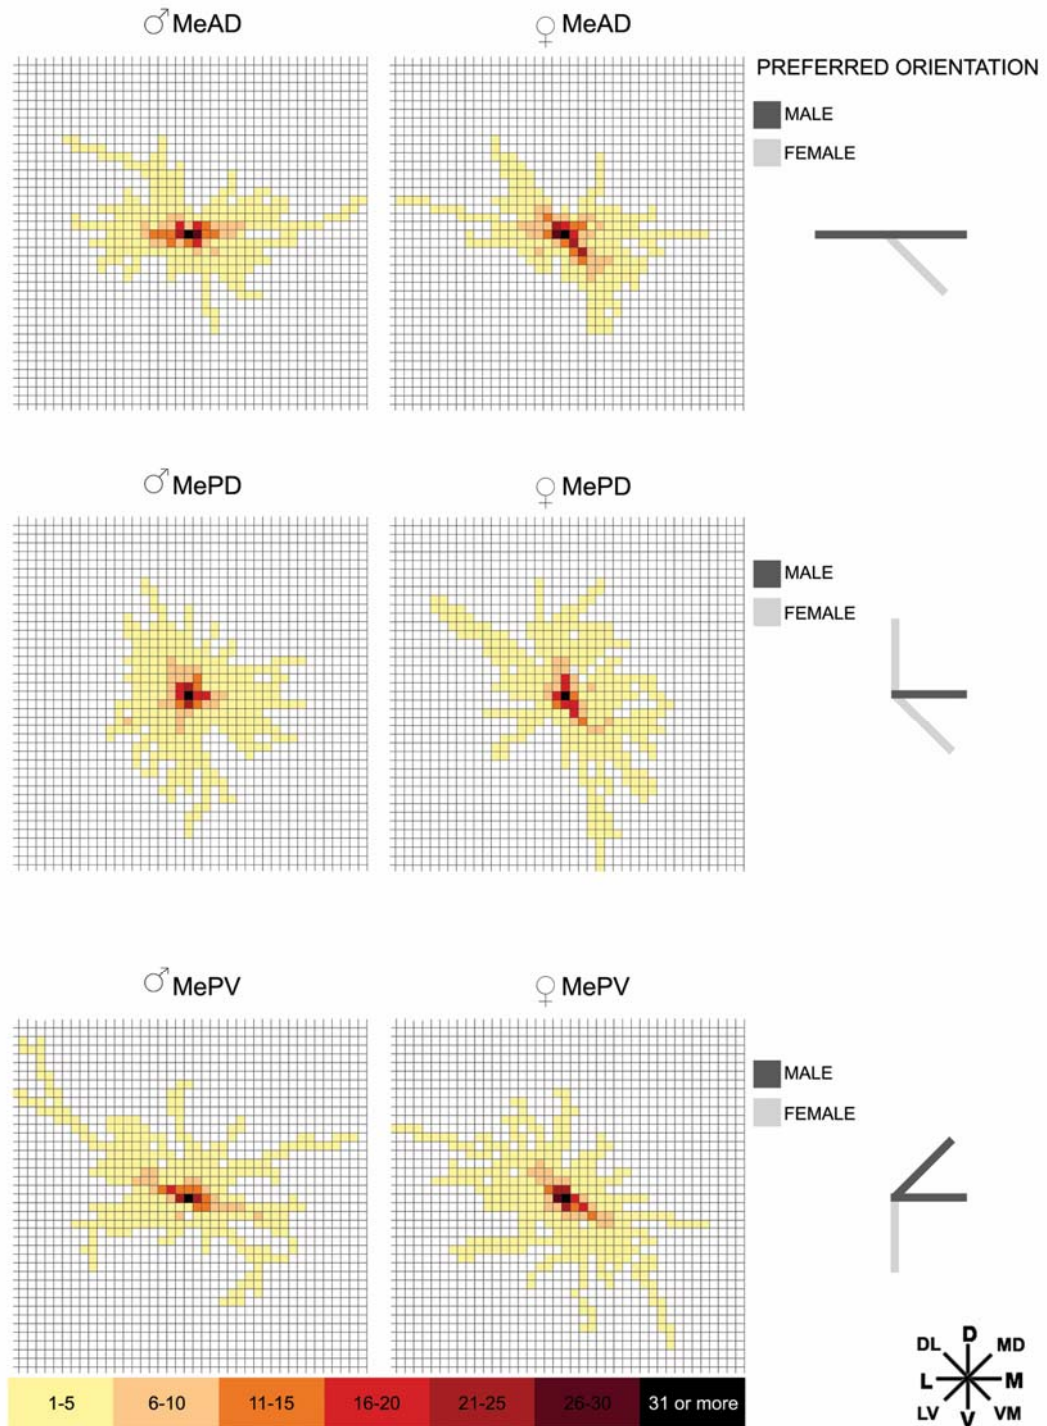 ♂ MeAD
♀ MeAD
PREFERRED ORIENTATION
MALE
FEMALE
♂ MePD
♀ MePD
MALE
FEMALE
♂ MePV
♀ MePV
MALE
FEMALE
D
DL MD
L M
LV V VM
1-5 6-10 11-15 16-20 21-25 26-30 31 or more